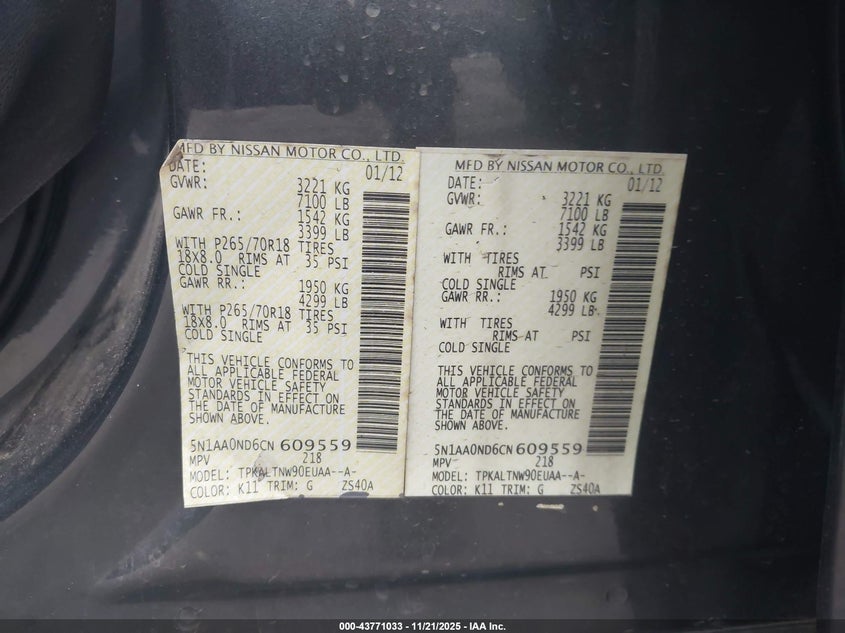 MFD BY NISSAN MOTOR CO., LTD.
DATE: 01/12
GVWR: 3221 KG
7100 LB
GAWR FR.: 1542 KG
3399 LB
WITH P265/70R18 TIRES
18X8.0 RIMS AT 35 PSI
COLD SINGLE
GAWR RR.: 1950 KG
4299 LB
WITH P265/70R18 TIRES
18X8.0 RIMS AT 35 PSI
COLD SINGLE
THIS VEHICLE CONFORMS TO
ALL APPLICABLE FEDERAL
MOTOR VEHICLE SAFETY
STANDARDS IN EFFECT ON
THE DATE OF MANUFACTURE
SHOWN ABOVE.
5N1AA0ND6CN 609559
MPV 218
MODEL: TPKALTNW90EUAA--A-
COLOR: K11 TRIM: G ZS40A
MFD BY NISSAN MOTOR CO., LTD.
DATE: 01/12
GVWR: 3221 KG
7100 LB
GAWR FR.: 1542 KG
3399 LB
WITH TIRES
RIMS AT PSI
COLD SINGLE
GAWR RR.: 1950 KG
4299 LB.
WITH TIRES
RIMS AT PSI
COLD SINGLE
THIS VEHICLE CONFORMS TO
ALL APPLICABLE FEDERAL
MOTOR VEHICLE SAFETY
STANDARDS IN EFFECT ON
THE DATE OF MANUFACTURE
SHOWN ABOVE.
5N1AA0ND6CN 609559
MPV 218
MODEL: TPKALTNW90EUAA--A-
COLOR: K11 TRIM: G ZS40A
000-43771033 - 11/21/2025 - IAA Inc.